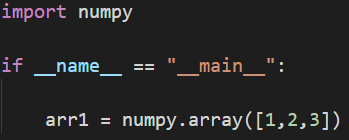 import numpy
if __name__ == "__main__":
arr1 = numpy.array([1,2,3])